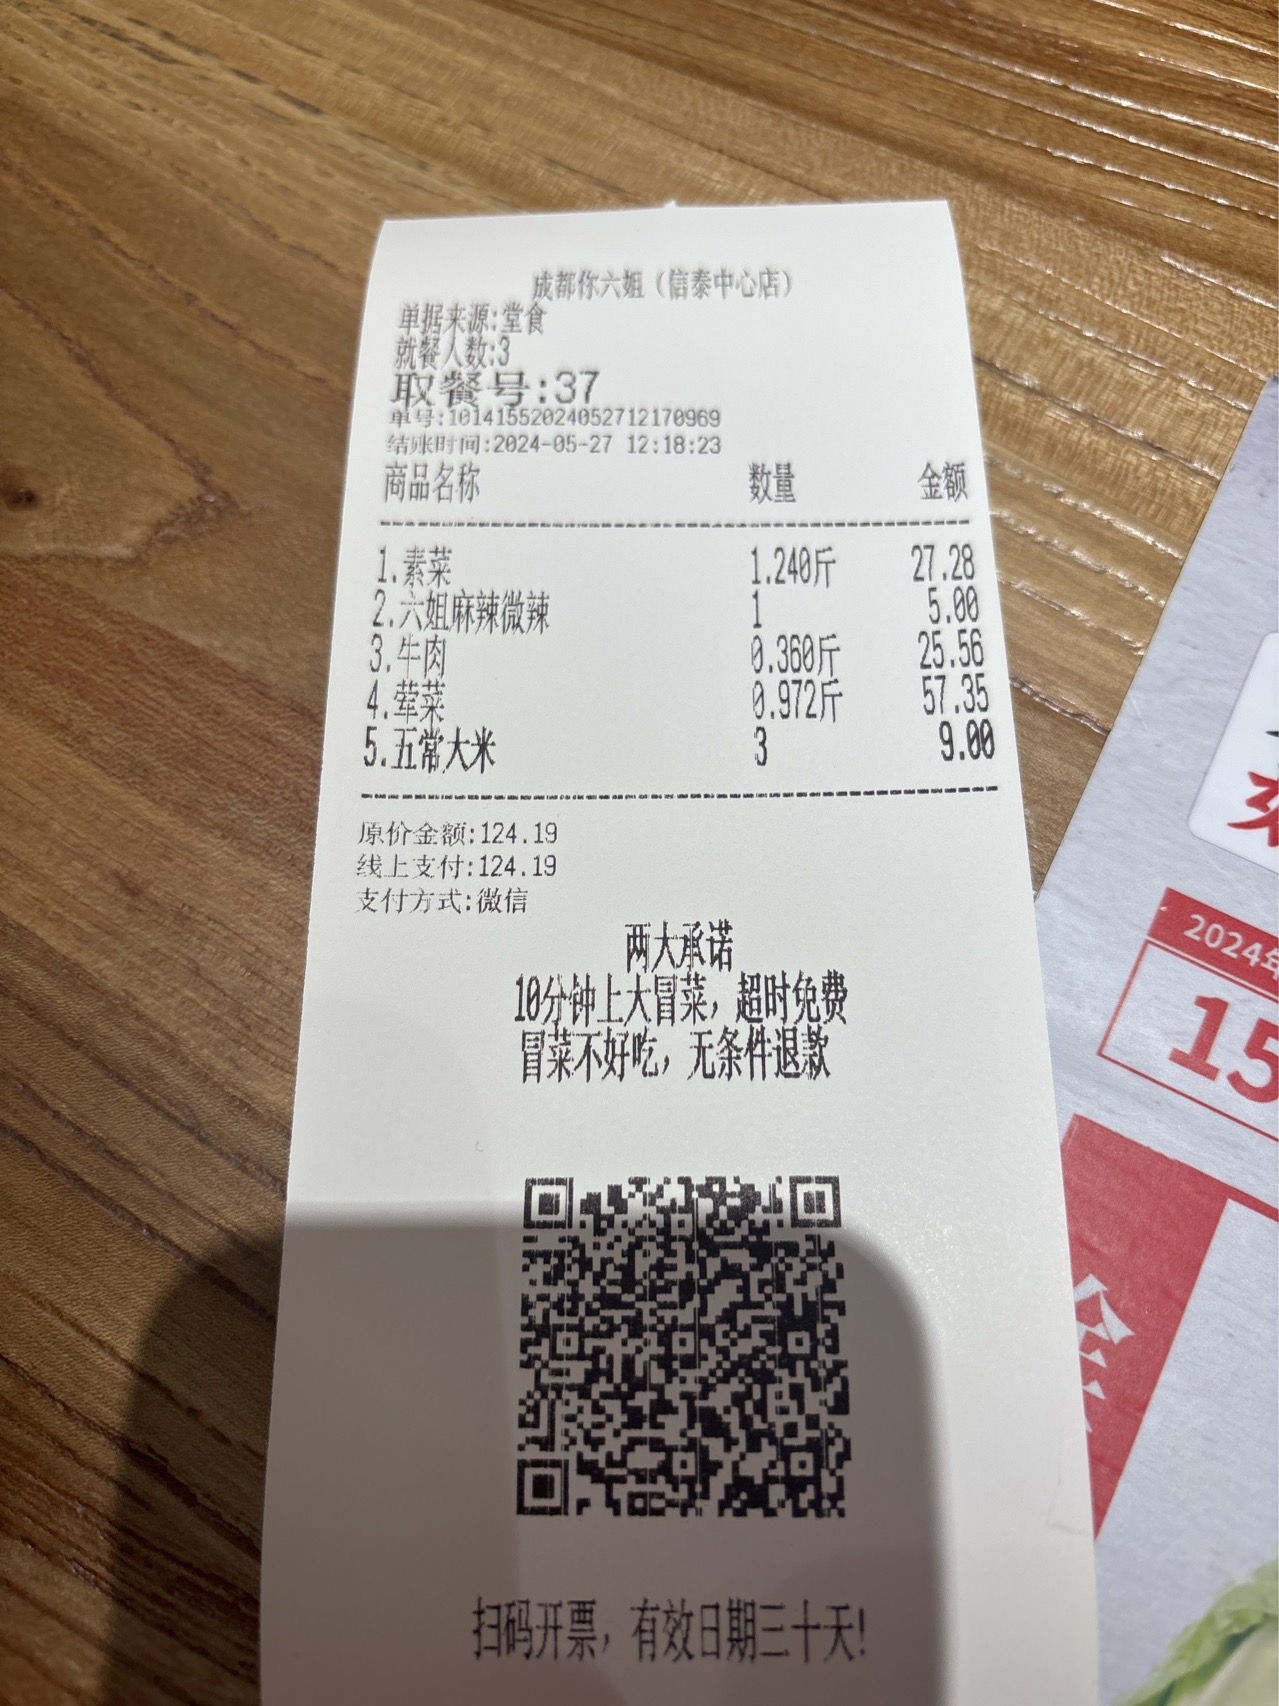 成都你六姐（信泰中心店）
单据来源:堂食
就餐人数:3
取餐号:37
单号:10141552024052712170969
结账时间:2024-05-27 12:18:23
商品名称 数量 金额
1.素菜 1.240斤 27.28
2.六姐麻辣微辣 1 5.00
3.牛肉 0.360斤 25.56
4.荤菜 0.972斤 57.35
5.五常大米 3 9.00
原价金额:124.19
线上支付:124.19
支付方式:微信
两大承诺
10分钟上大冒菜，超时免费
冒菜不好吃，无条件退款
扫码开票，有效日期三十天!
2024年
15